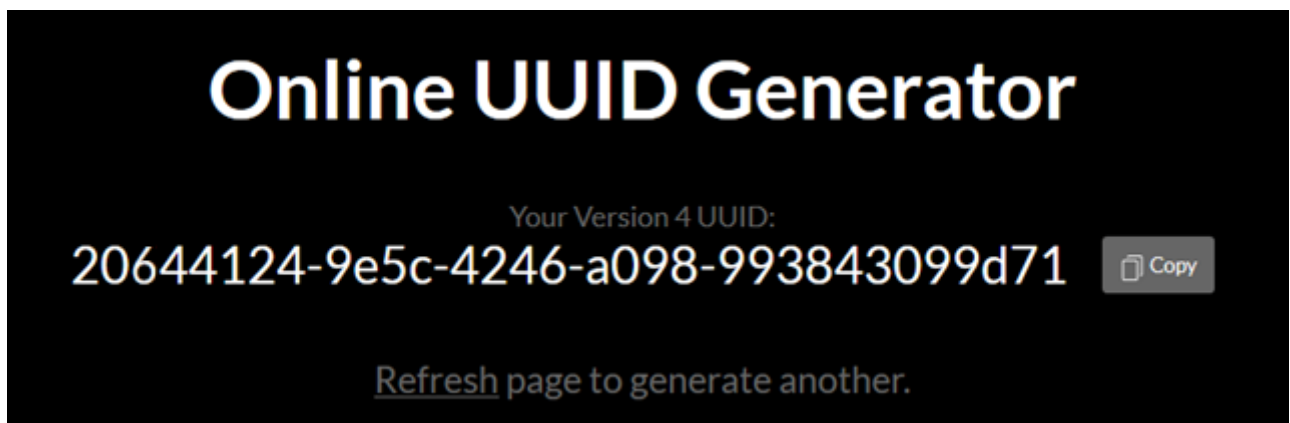 Online UUID Generator
Your Version 4 UUID:
20644124-9e5c-4246-a098-993843099d71
Copy
Refresh page to generate another.